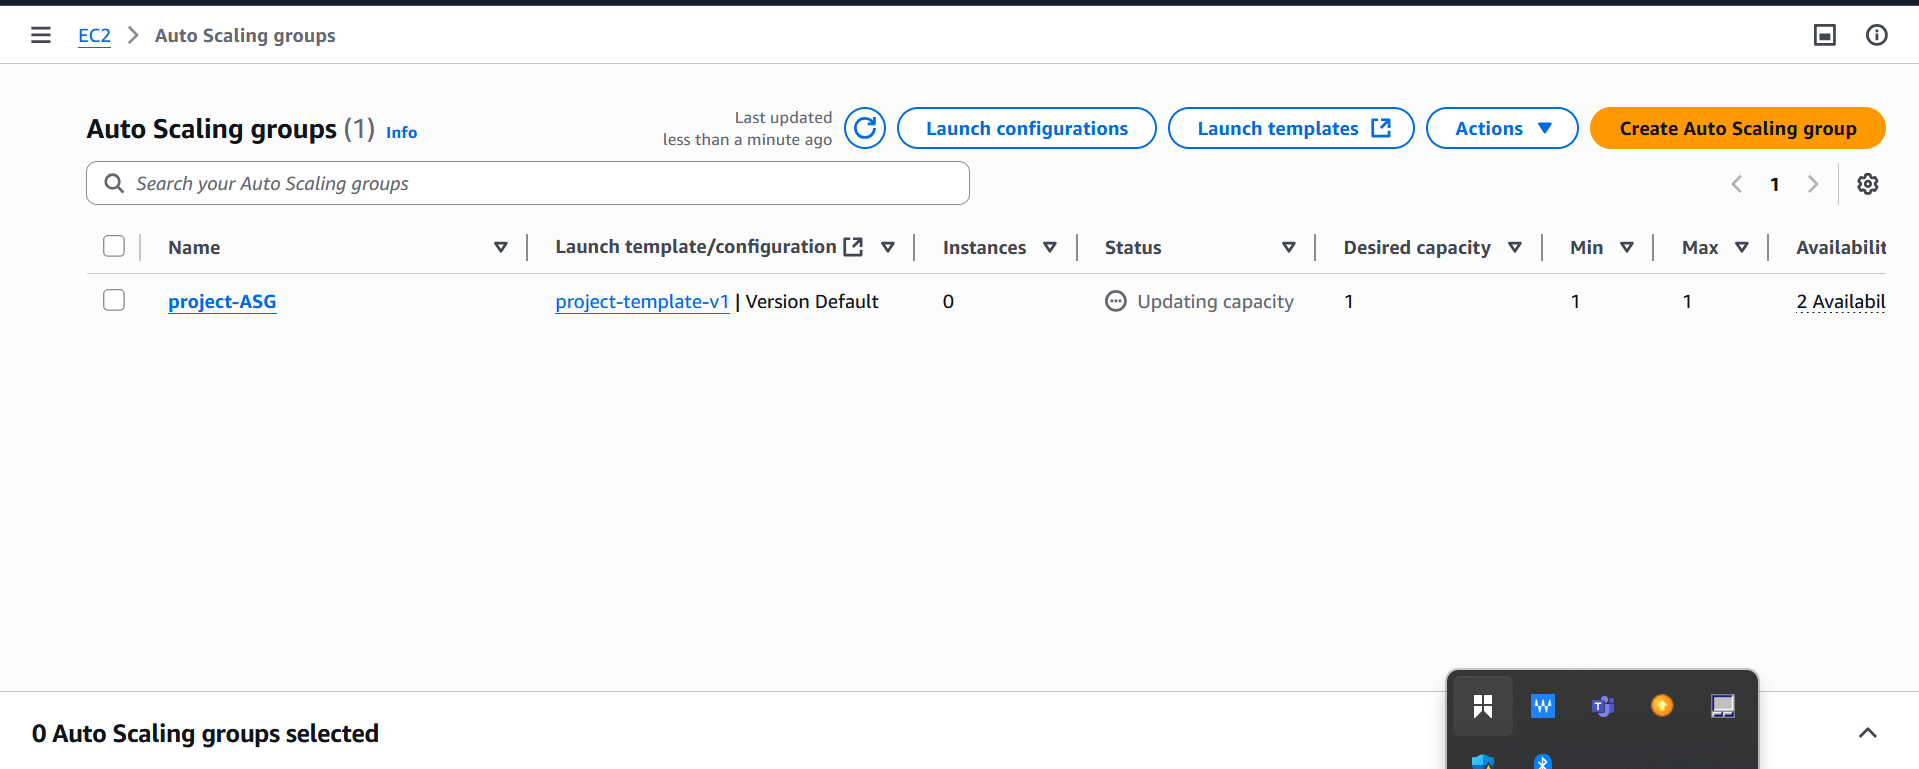 EC2 > Auto Scaling groups
Auto Scaling groups (1) Info
Last updated
less than a minute ago
Launch configurations
Launch templates
Actions
Create Auto Scaling group
Search your Auto Scaling groups
1
Name Launch template/configuration Instances Status Desired capacity Min Max Availabilit
project-ASG project-template-v1 | Version Default 0 Updating capacity 1 1 1 2 Availabil
0 Auto Scaling groups selected